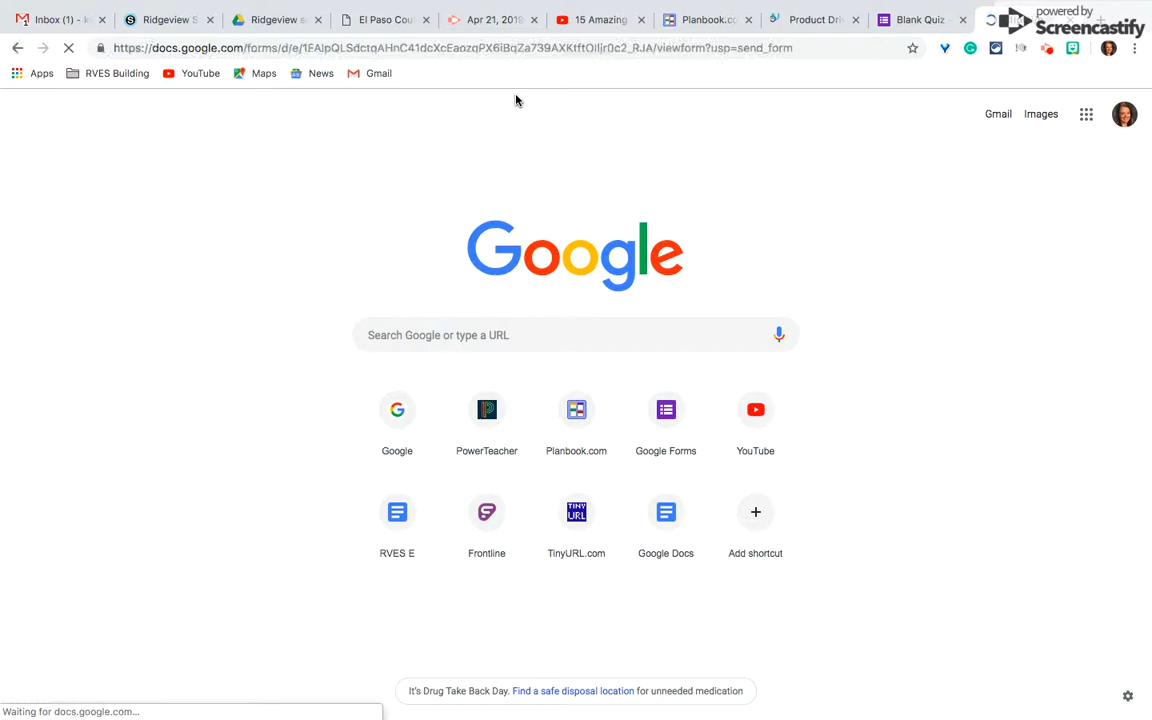 Inbox (1) - k
Ridgeview S
Ridgeview s
El Paso Cou
Apr 21, 2019
15 Amazing
Planbook.co
Product Dri
Blank Quiz -
powered by
Screencastify
docs.google.com/forms/d/e/
/viewform?usp=send_form
Apps RVES Building YouTube Maps News Gmail
Gmail Images
Google
Search Google or type a URL
Google PowerTeacher Planbook.com Google Forms YouTube
TINY
URL
RVES E Frontline TinyURL.com Google Docs Add shortcut
It's Drug Take Back Day. Find a safe disposal location for unneeded medication
Waiting for docs.google.com...